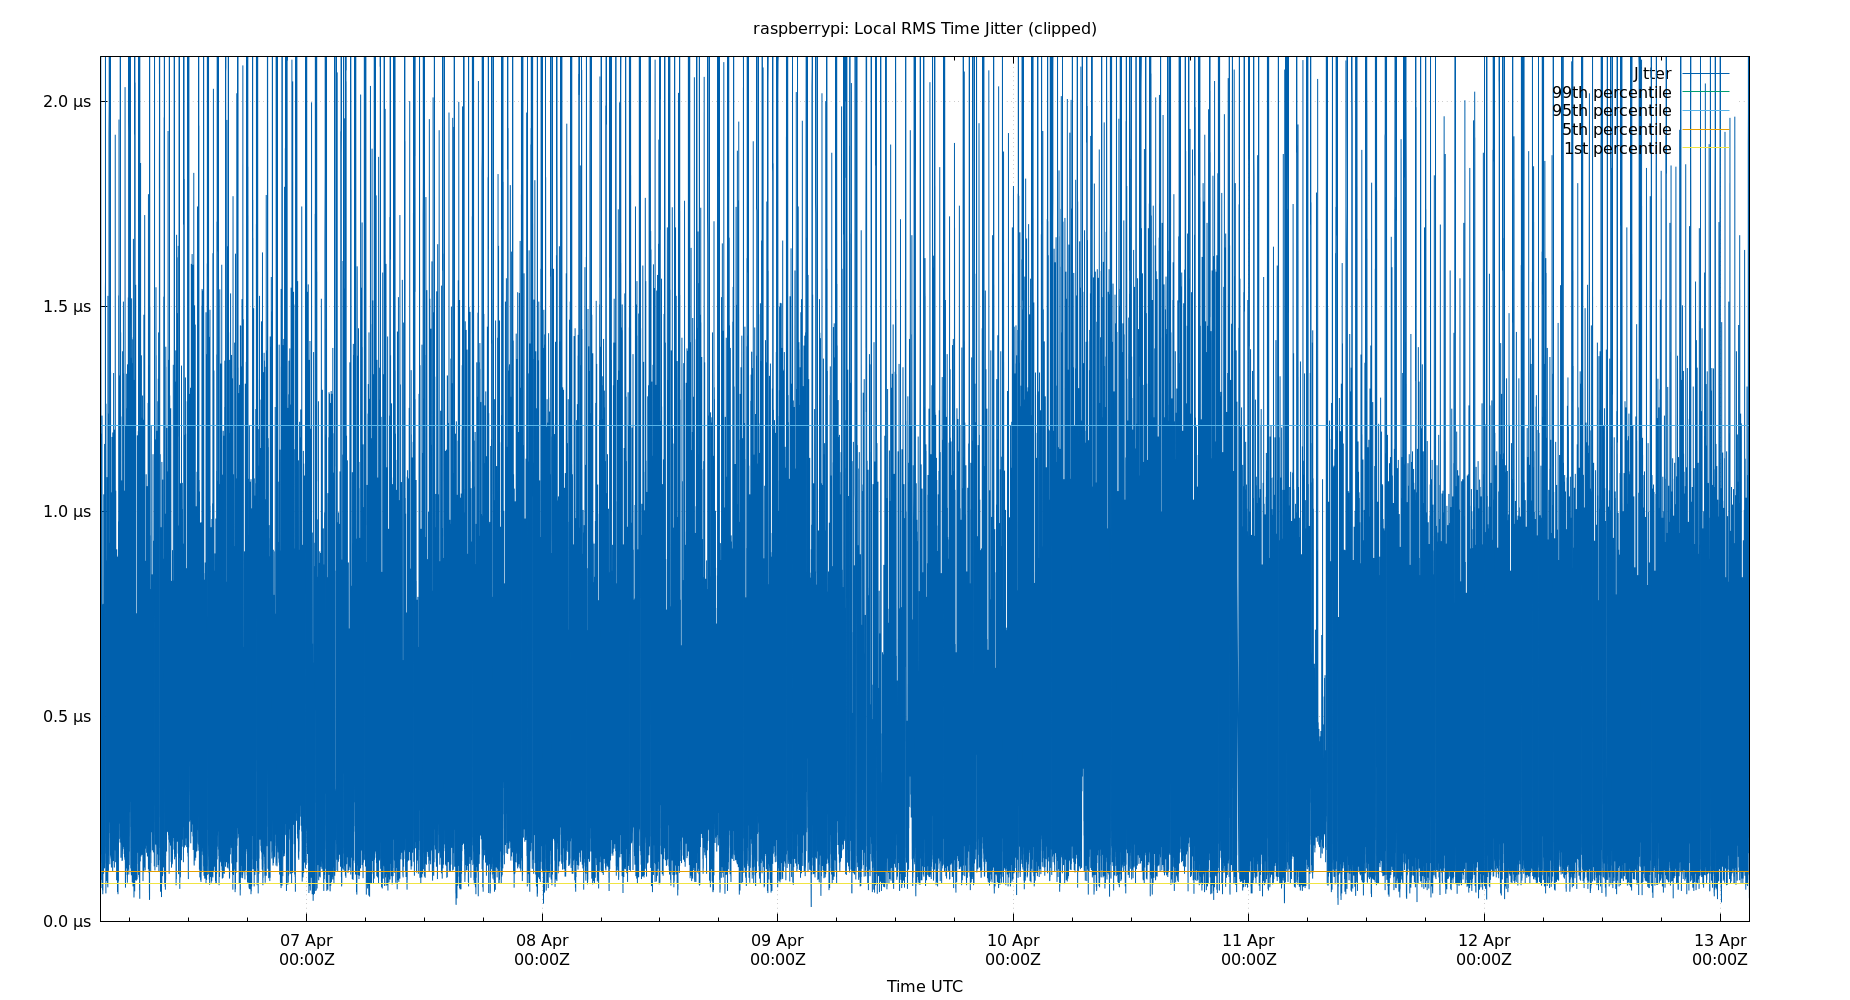 raspberrypi: Local RMS Time Jitter (clipped)
Jitter
99th percentile
95th percentile
5th percentile
1st percentile
2.0 µs
1.5 µs
1.0 µs
0.5 µs
0.0 µs
07 Apr 08 Apr 09 Apr 10 Apr 11 Apr 12 Apr 13 Apr
00:00Z 00:00Z 00:00Z 00:00Z 00:00Z 00:00Z 00:00Z
Time UTC